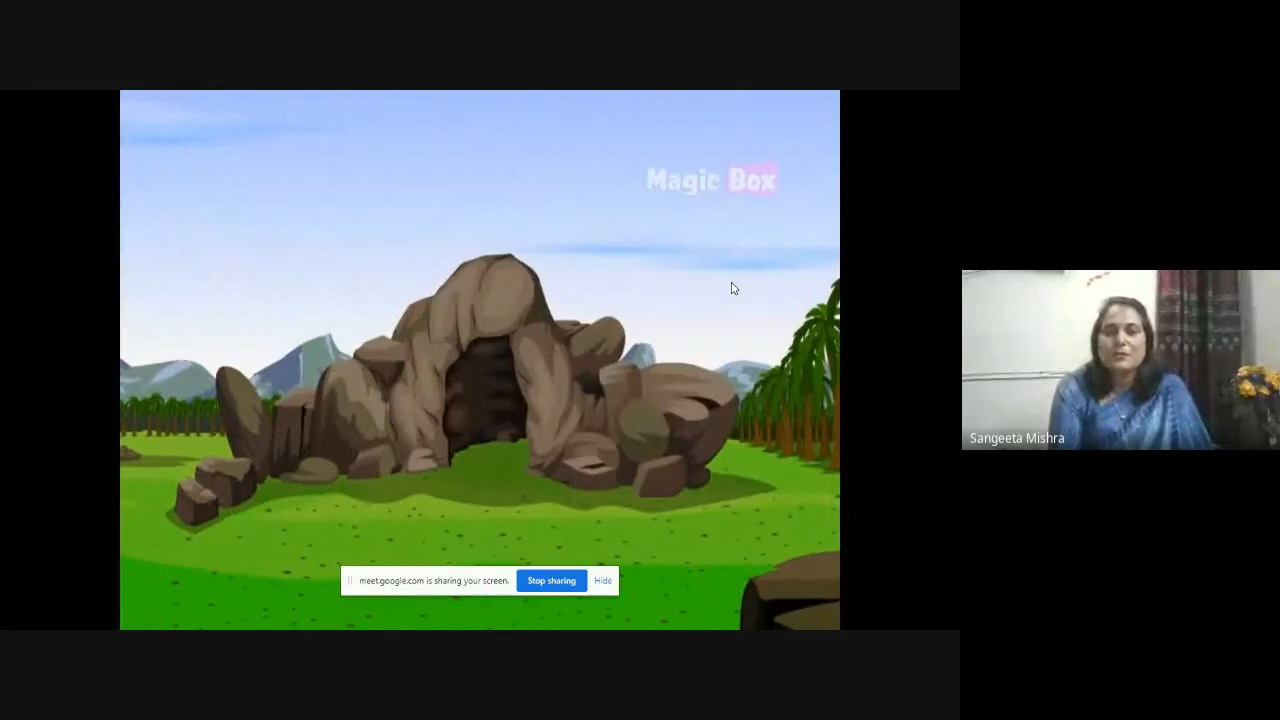 Magic Box
meet.google.com is sharing your screen.
Stop sharing
Hide
Sangeeta Mishra